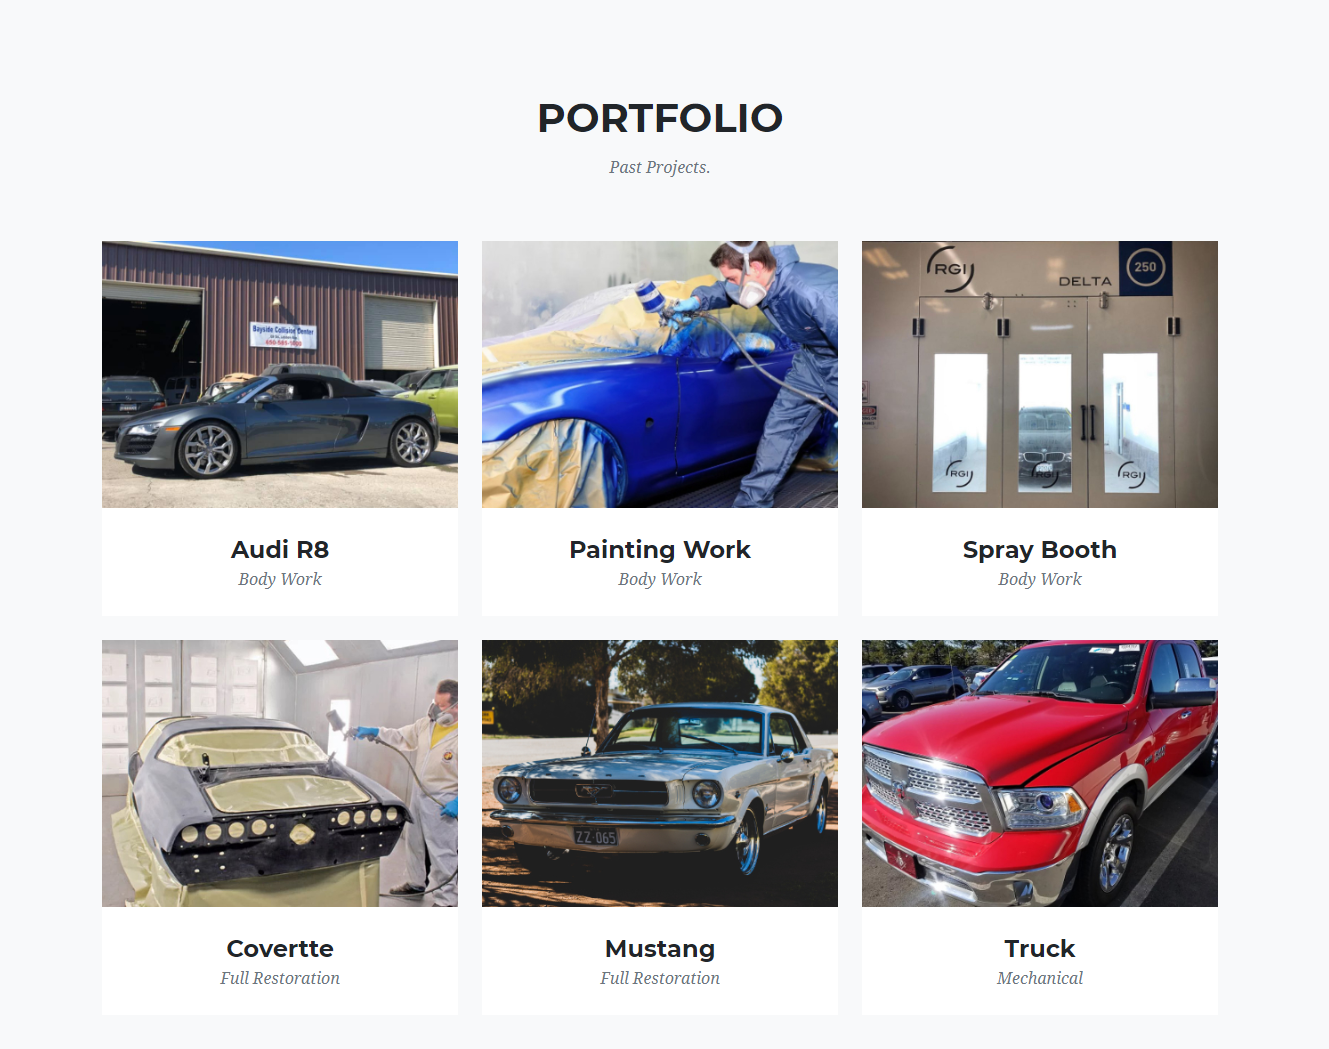 PORTFOLIO
Past Projects.
Bayside Collision Center
RGI
DELTA
250
RGI
RGI
RGI
Audi R8
Body Work
Painting Work
Body Work
Spray Booth
Body Work
ZZ·065
Covertte
Full Restoration
Mustang
Full Restoration
Truck
Mechanical